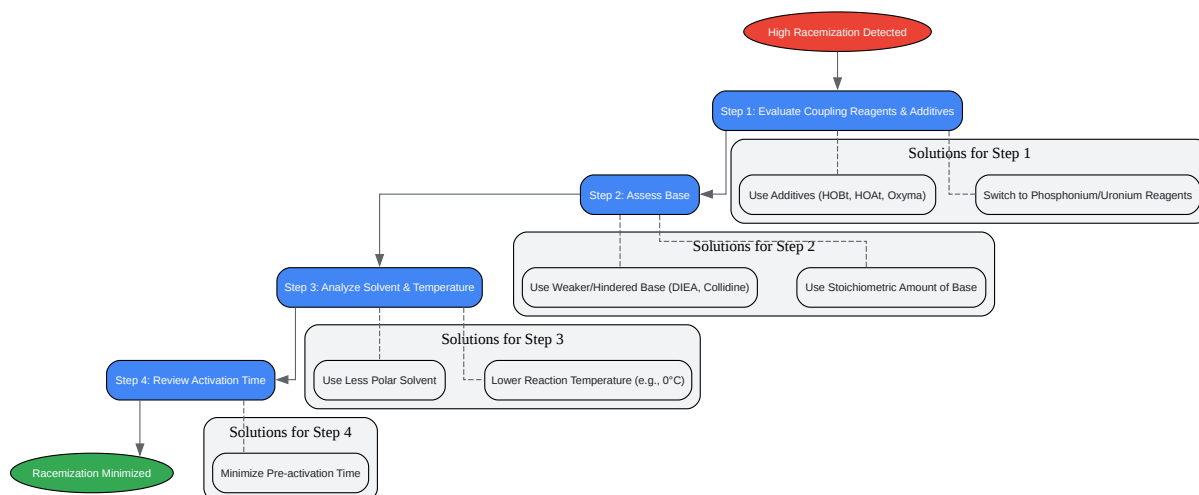 High Racemization Detected
Step 1: Evaluate Coupling Reagents & Additives
Solutions for Step 1
Use Additives (HOBt, HOAt, Oxyma)
Switch to Phosphonium/Uronium Reagents
Step 2: Assess Base
Solutions for Step 2
Use Weaker/Hindered Base (DIEA, Collidine)
Use Stoichiometric Amount of Base
Step 3: Analyze Solvent & Temperature
Solutions for Step 3
Use Less Polar Solvent
Lower Reaction Temperature (e.g., 0°C)
Step 4: Review Activation Time
Solutions for Step 4
Minimize Pre-activation Time
Racemization Minimized